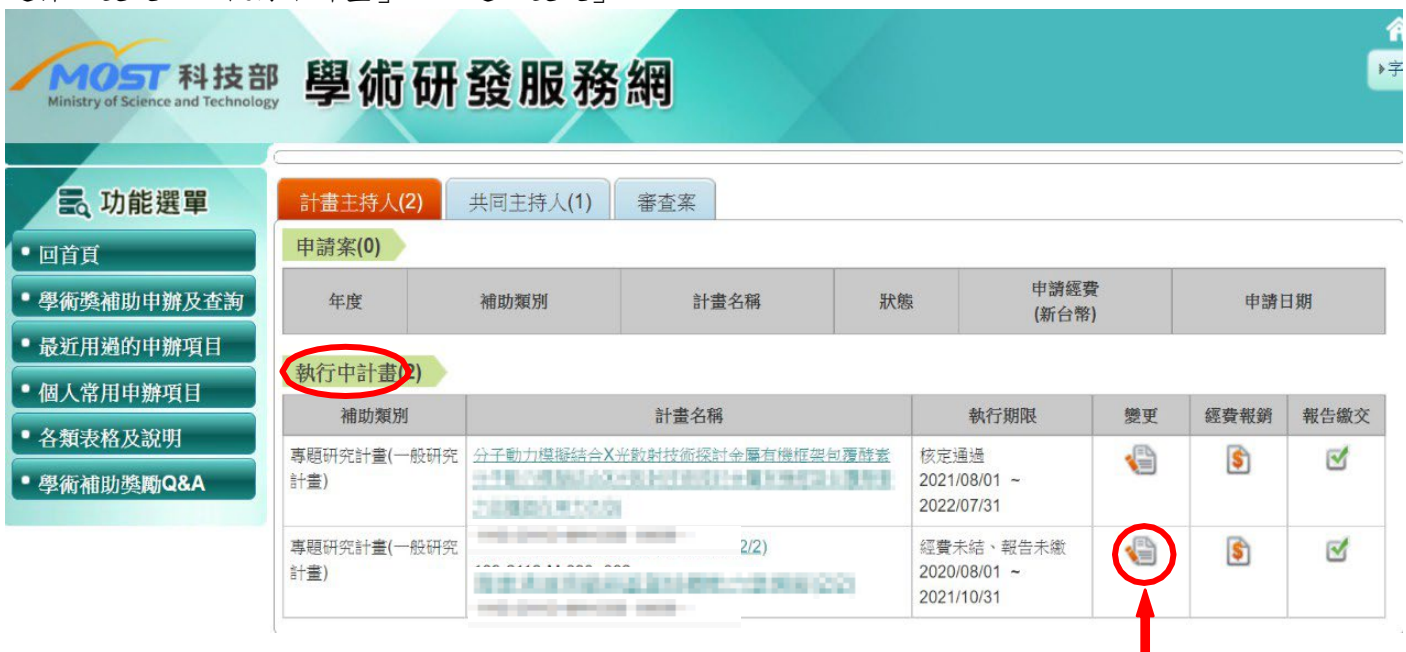 MOST 科技部
Ministry of Science and Technology
學術研發服務網
字
功能選單
回首頁
學術獎補助申辦及查詢
最近用過的申辦項目
個人常用申辦項目
各類表格及說明
學術補助獎勵Q&A
計畫主持人(2) 共同主持人(1) 審查案
申請案(0)
年度 補助類別 計畫名稱 狀態 申請經費 申請日期
(新台幣)
執行中計畫(2)
補助類別 計畫名稱 執行期限 變更 經費報銷 報告繳交
專題研究計畫(一般研究 分子動力模擬結合X光散射技術探討金屬有機框架包覆酵素 核定通過
計畫) 2021/08/01 ~
2022/07/31
專題研究計畫(一般研究 2/2) 經費未結、報告未繳
計畫) 2020/08/01 ~
2021/10/31